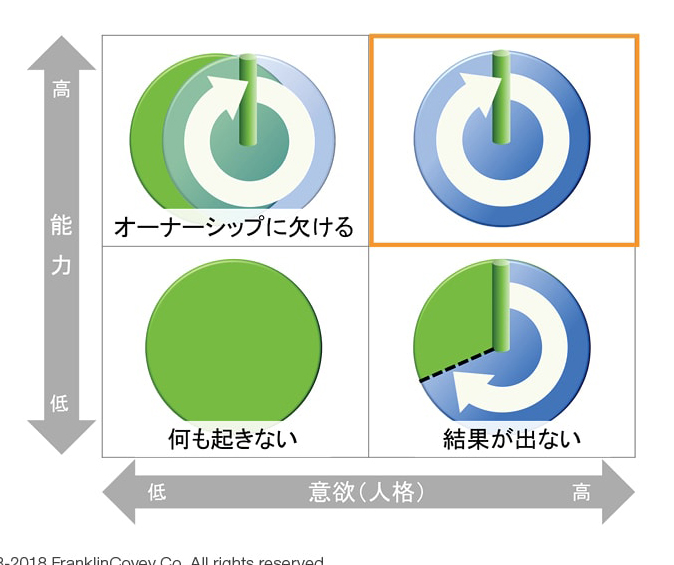 高
能
力
低
オーナーシップに欠ける
何も起きない
結果が出ない
低 意欲(人格) 高
-2018 FranklinCovey Co. All rights reserved